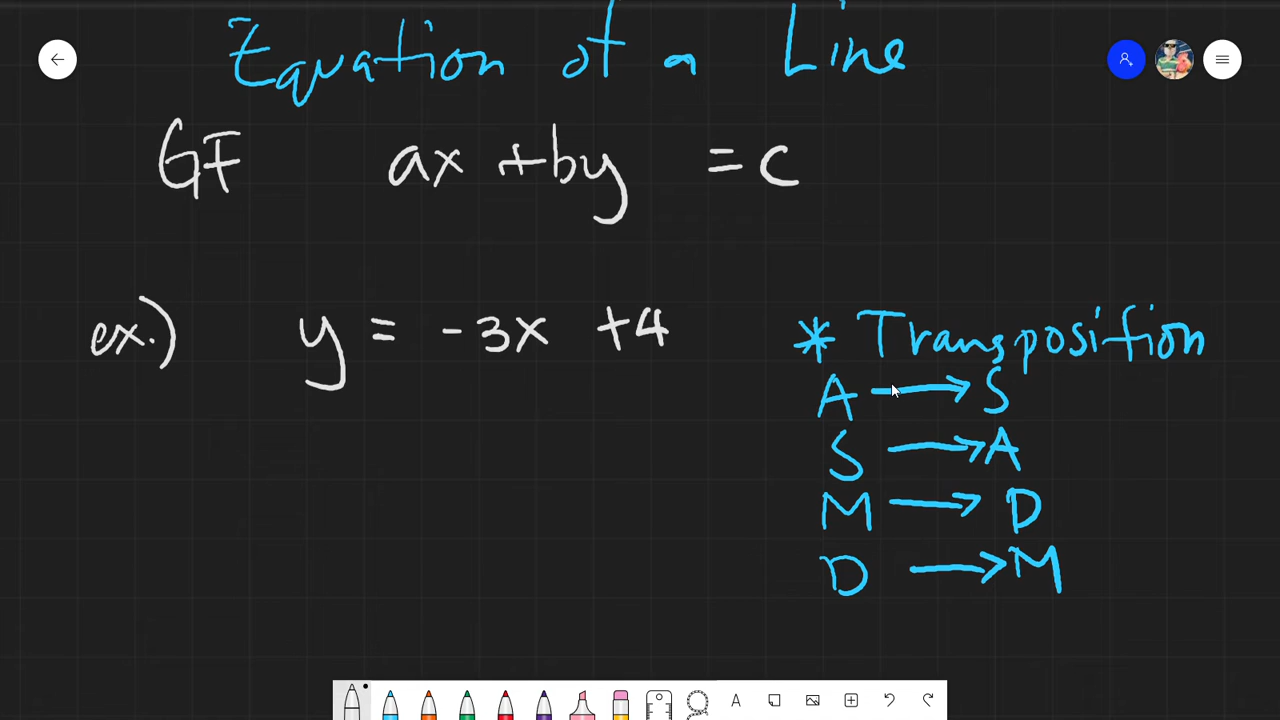 Equation of a Line
GF ax + by = c
ex.) y = -3x + 4
* Transposition
A → S
S → A
M → D
D → M
A